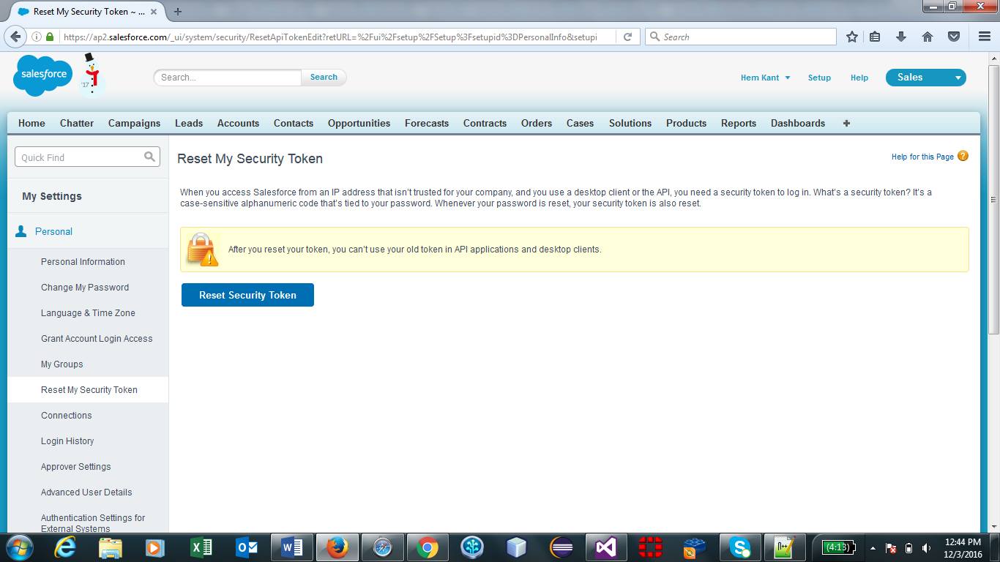 Reset My Security Token ~ ...
https://ap2.salesforce.com/_ui/system/security/ResetApiTokenEdit?retURL=%2Fui%2Fsetup%2FSetup%3Fsetupid%3DPersonalInfo&setupi
Search
salesforce
'17
Search...
Search
Hem Kant
Setup
Help
Sales
Home Chatter Campaigns Leads Accounts Contacts Opportunities Forecasts Contracts Orders Cases Solutions Products Reports Dashboards +
Quick Find
My Settings
Personal
Personal Information
Change My Password
Language & Time Zone
Grant Account Login Access
My Groups
Reset My Security Token
Connections
Login History
Approver Settings
Advanced User Details
Authentication Settings for
External Systems
Reset My Security Token
Help for this Page ?
When you access Salesforce from an IP address that isn't trusted for your company, and you use a desktop client or the API, you need a security token to log in. What's a security token? It's a
case-sensitive alphanumeric code that's tied to your password. Whenever your password is reset, your security token is also reset.
After you reset your token, you can't use your old token in API applications and desktop clients.
Reset Security Token
(4:13)
12:44 PM
12/3/2016